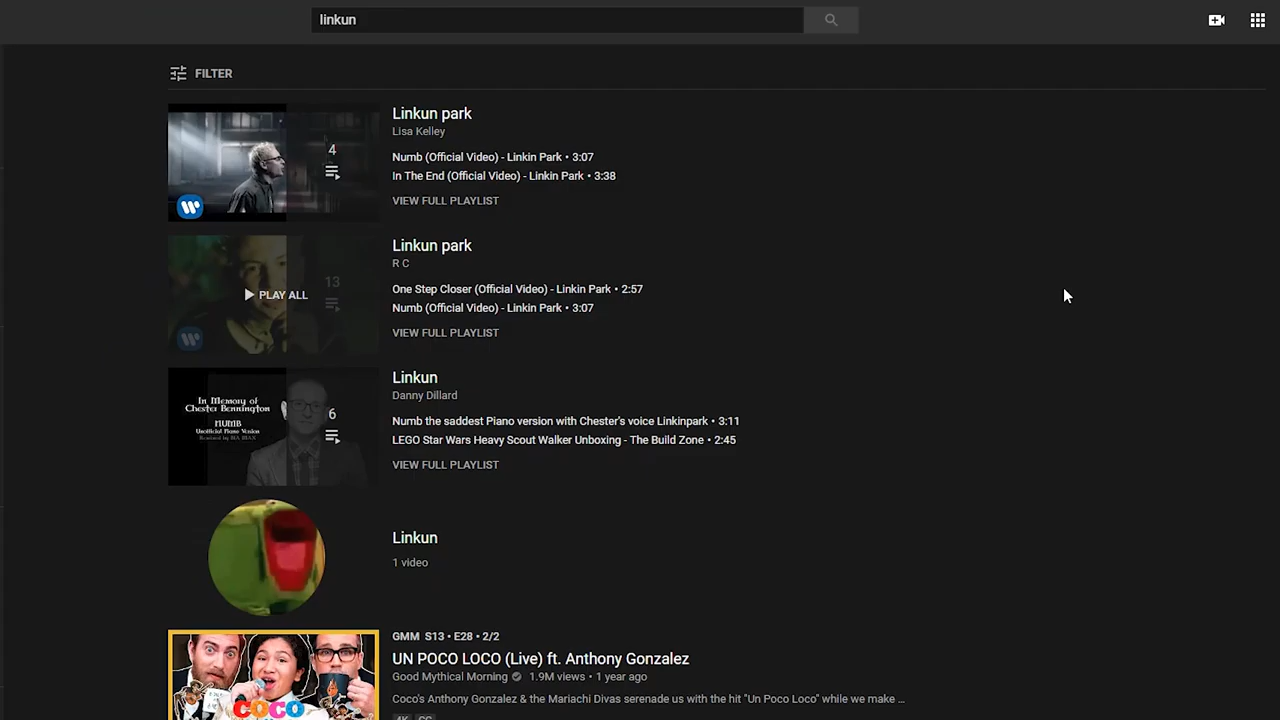 linkun
FILTER
Linkun park
Lisa Kelley
4
Numb (Official Video) - Linkin Park • 3:07
In The End (Official Video) - Linkin Park • 3:38
VIEW FULL PLAYLIST
Linkun park
R C
13
PLAY ALL
One Step Closer (Official Video) - Linkin Park • 2:57
Numb (Official Video) - Linkin Park • 3:07
VIEW FULL PLAYLIST
Linkun
Danny Dillard
In Memory of
Chester Bennington
NUMB
Unofficial Piano Version
6
Numb the saddest Piano version with Chester's voice Linkinpark • 3:11
LEGO Star Wars Heavy Scout Walker Unboxing - The Build Zone • 2:45
VIEW FULL PLAYLIST
Linkun
1 video
GMM S13 • E28 • 2/2
UN POCO LOCO (Live) ft. Anthony Gonzalez
Good Mythical Morning 1.9M views • 1 year ago
Coco's Anthony Gonzalez & the Mariachi Divas serenade us with the hit "Un Poco Loco" while we make ...
COCO
4K CC